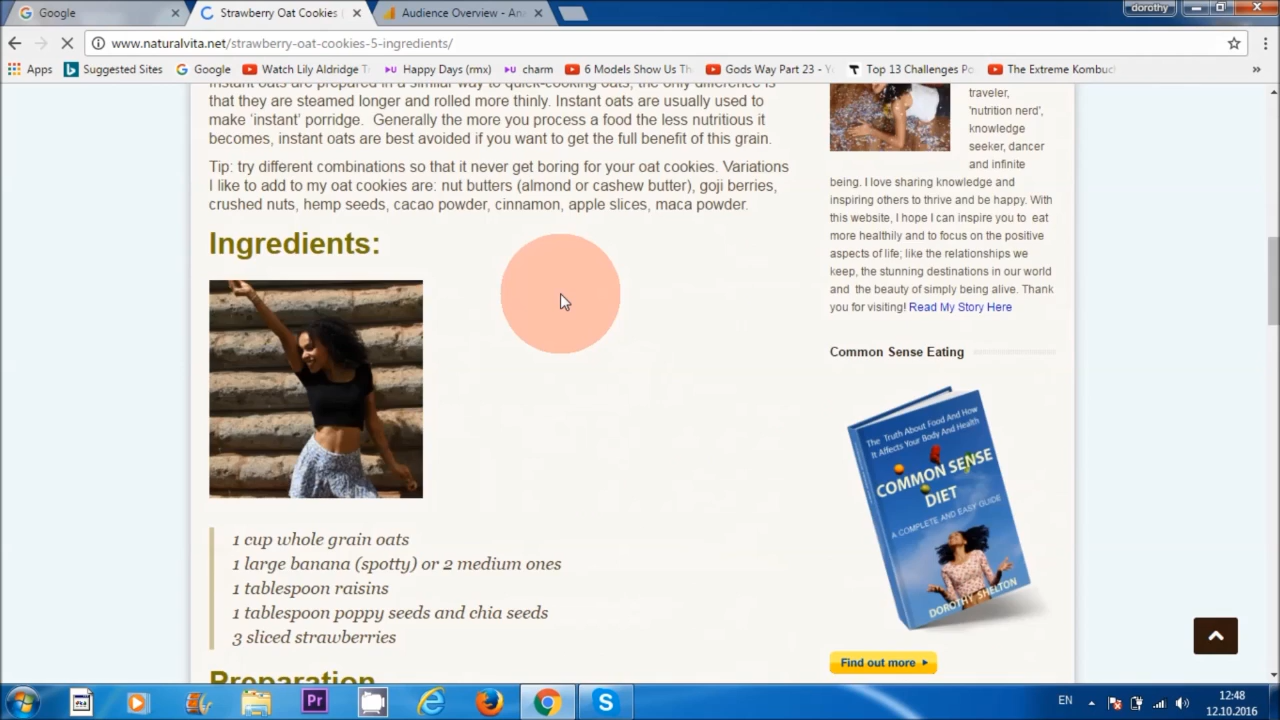 Google
Strawberry Oat Cookies (
Audience Overview - An
dorothy
www.naturalvita.net/strawberry-oat-cookies-5-ingredients/
Apps
Suggested Sites
Google
Watch Lily Aldridge T
Happy Days (rmx)
charm
6 Models Show Us Th
Gods Way Part 23 - Y
Top 13 Challenges Po
The Extreme Kombuc
»
Instant oats are prepared in a similar way to quick-cooking oats, the only difference is
that they are steamed longer and rolled more thinly. Instant oats are usually used to
make 'instant' porridge. Generally the more you process a food the less nutritious it
becomes, instant oats are best avoided if you want to get the full benefit of this grain.
Tip: try different combinations so that it never get boring for your oat cookies. Variations
I like to add to my oat cookies are: nut butters (almond or cashew butter), goji berries,
crushed nuts, hemp seeds, cacao powder, cinnamon, apple slices, maca powder.
Ingredients:
1 cup whole grain oats
1 large banana (spotty) or 2 medium ones
1 tablespoon raisins
1 tablespoon poppy seeds and chia seeds
3 sliced strawberries
Preparation
traveler,
'nutrition nerd',
knowledge
seeker, dancer
and infinite
being. I love sharing knowledge and
inspiring others to thrive and be happy. With
this website, I hope I can inspire you to eat
more healthily and to focus on the positive
aspects of life; like the relationships we
keep, the stunning destinations in our world
and the beauty of simply being alive. Thank
you for visiting! Read My Story Here
Common Sense Eating
The Truth About Food And How
It Affects Your Body And Health
COMMON SENSE
DIET
A COMPLETE AND EASY GUIDE
DOROTHY SHELTON
Find out more
Pr
EN
12:48
12.10.2016